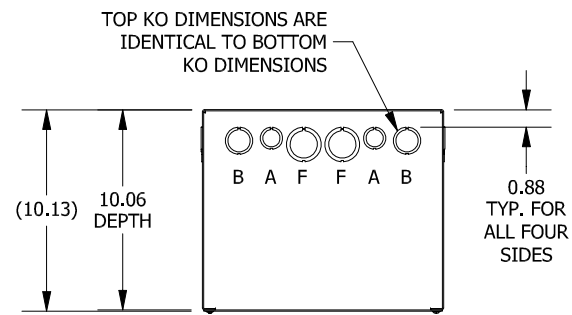 TOP KO DIMENSIONS ARE
IDENTICAL TO BOTTOM
KO DIMENSIONS
B A F F A B
(10.13)
10.06
DEPTH
0.88
TYP. FOR
ALL FOUR
SIDES